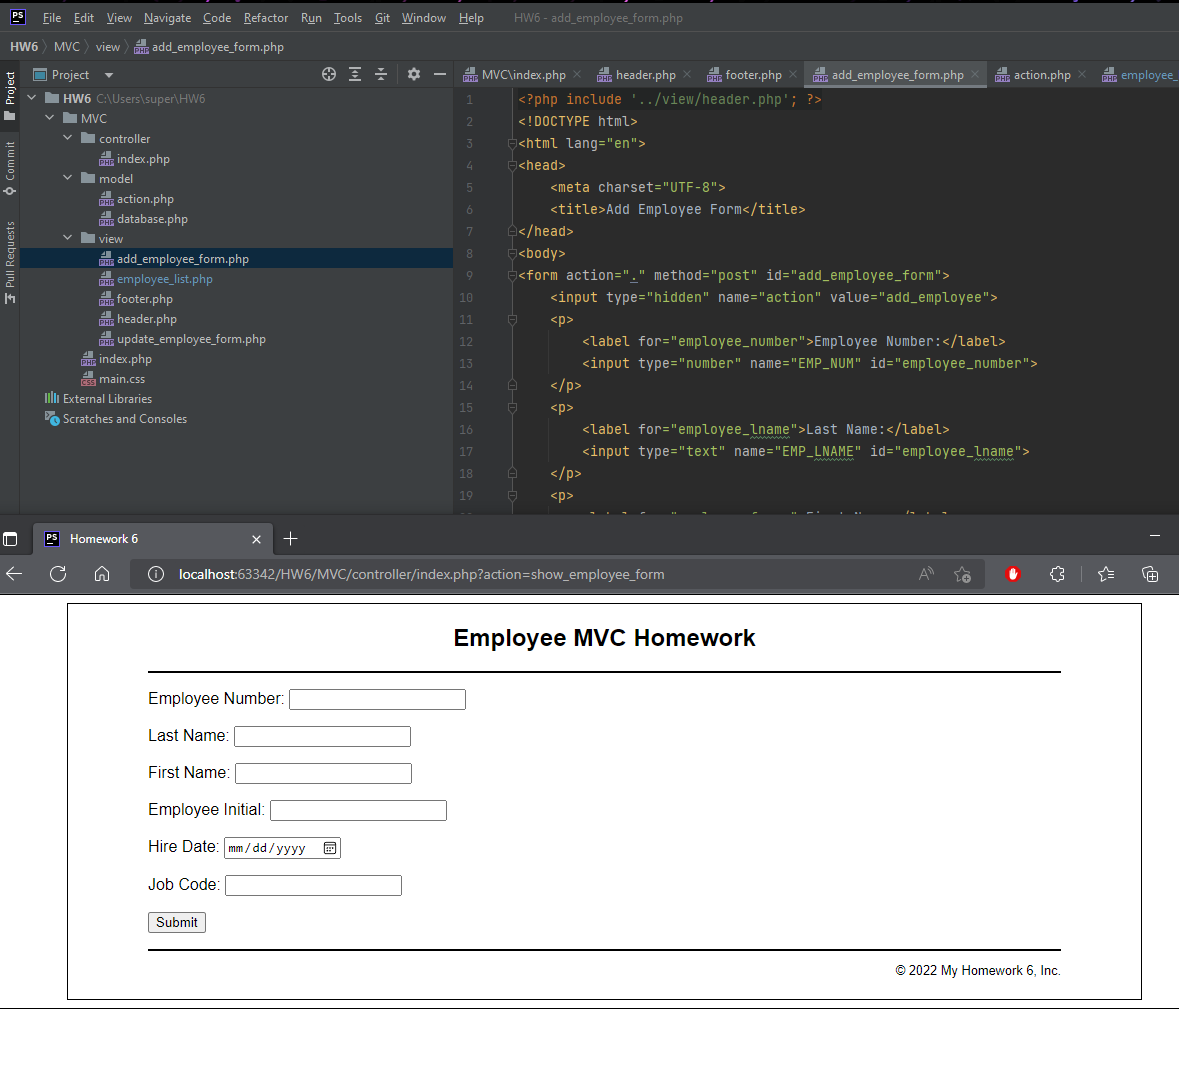 PS File Edit View Navigate Code Refactor Run Tools Git Window Help HW6 - add_employee_form.php
HW6 MVC view add_employee_form.php
Project
MVC\index.php header.php footer.php add_employee_form.php action.php employee_
Project
Commit
Pull Requests
HW6 C:\Users\super\HW6
MVC
controller
index.php
model
action.php
database.php
view
add_employee_form.php
employee_list.php
footer.php
header.php
update_employee_form.php
index.php
main.css
External Libraries
Scratches and Consoles
1 <?php include '../view/header.php'; ?>
2 <!DOCTYPE html>
3 <html lang="en">
4 <head>
5 <meta charset="UTF-8">
6 <title>Add Employee Form</title>
7 </head>
8 <body>
9 <form action="." method="post" id="add_employee_form">
10 <input type="hidden" name="action" value="add_employee">
11 <p>
12 <label for="employee_number">Employee Number:</label>
13 <input type="number" name="EMP_NUM" id="employee_number">
14 </p>
15 <p>
16 <label for="employee_lname">Last Name:</label>
17 <input type="text" name="EMP_LNAME" id="employee_lname">
18 </p>
19 <p>
PS Homework 6
localhost:63342/HW6/MVC/controller/index.php?action=show_employee_form
Employee MVC Homework
Employee Number:
Last Name:
First Name:
Employee Initial:
Hire Date: mm/dd/yyyy
Job Code:
Submit
© 2022 My Homework 6, Inc.